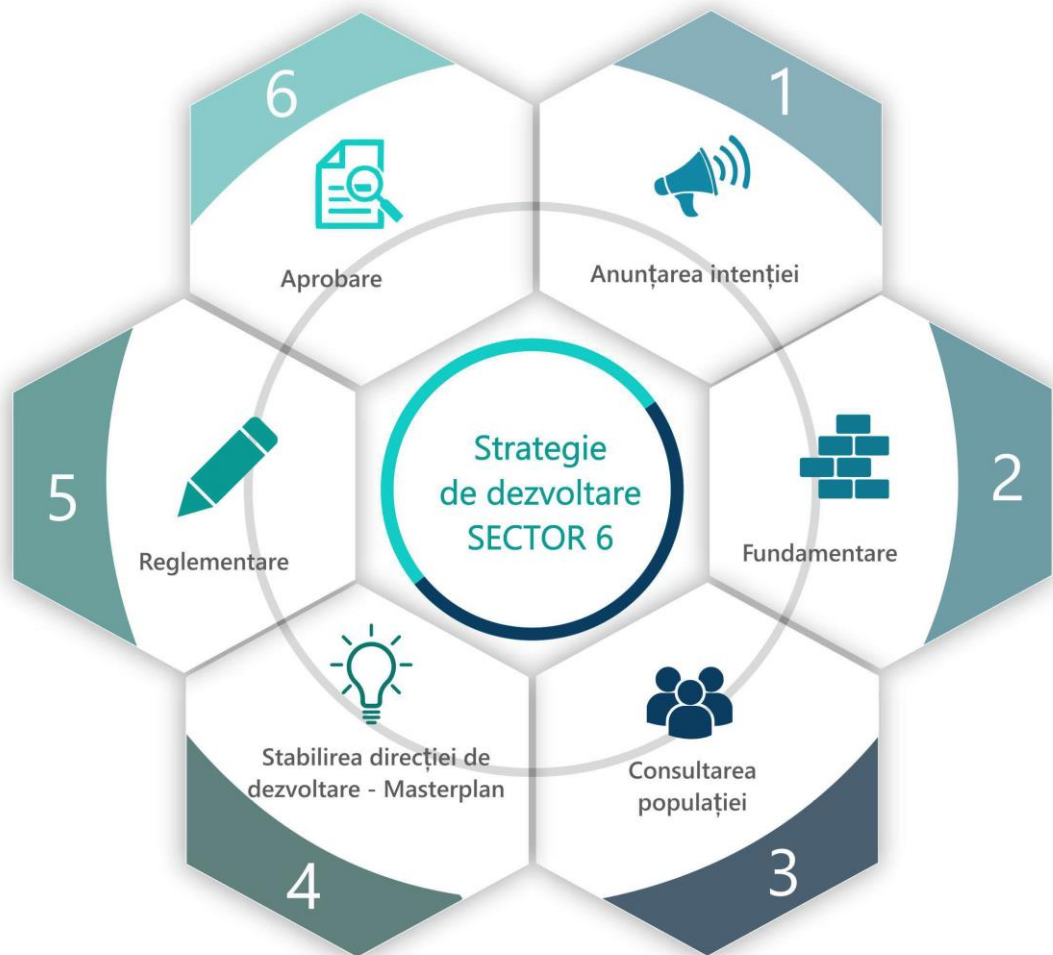 Strategie
de dezvoltare
SECTOR 6
1
Anunțarea intenției
2
Fundamentare
3
Consultarea
populației
4
Stabilirea direcției de
dezvoltare - Masterplan
5
Reglementare
6
Aprobare